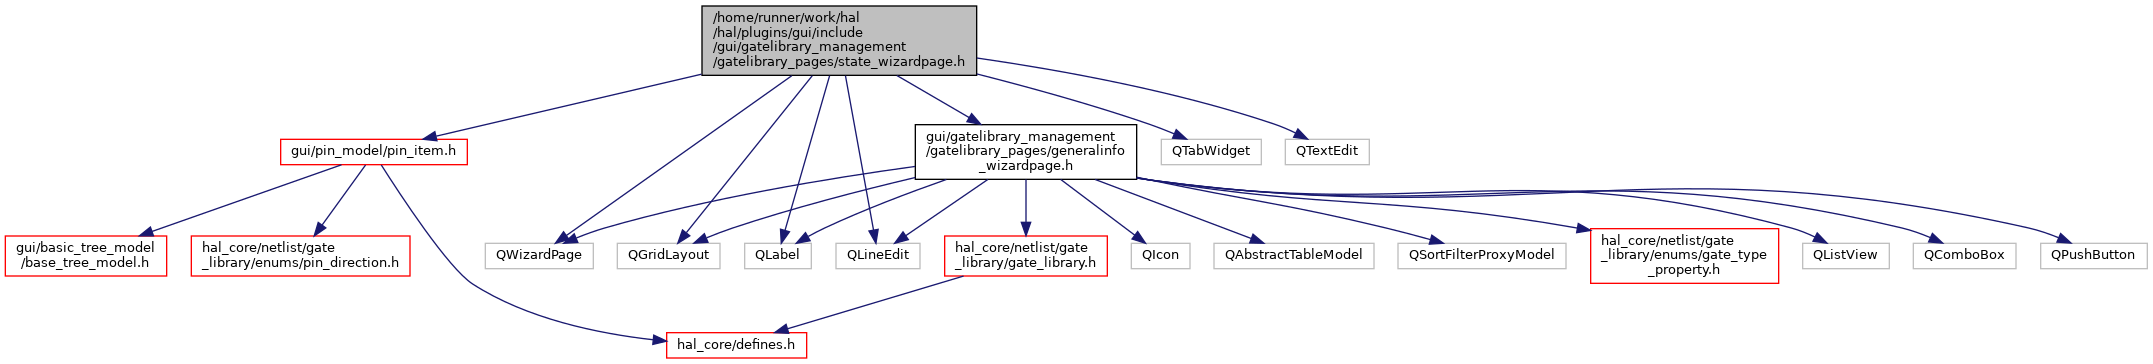 /home/runner/work/hal
/hal/plugins/gui/include
/gui/gatelibrary_management
/gatelibrary_pages/state_wizardpage.h
gui/pin_model/pin_item.h
gui/gatelibrary_management
/gatelibrary_pages/generalinfo
_wizardpage.h
QTabWidget
QTextEdit
gui/basic_tree_model
/base_tree_model.h
hal_core/netlist/gate
_library/enums/pin_direction.h
QWizardPage
QGridLayout
QLabel
QLineEdit
hal_core/netlist/gate
_library/gate_library.h
QIcon
QAbstractTableModel
QSortFilterProxyModel
hal_core/netlist/gate
_library/enums/gate_type
_property.h
QListView
QComboBox
QPushButton
hal_core/defines.h